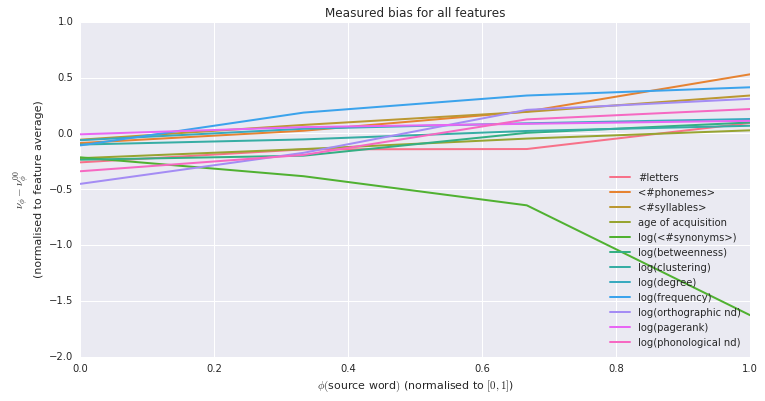 Measured bias for all features
1.0
0.5
0.0
−0.5
−1.0
−1.5
−2.0
ν_ϕ − ν_ϕ^{00}
(normalised to feature average)
#letters
<#phonemes>
<#syllables>
age of acquisition
log(<#synonyms>)
log(betweenness)
log(clustering)
log(degree)
log(frequency)
log(orthographic nd)
log(pagerank)
log(phonological nd)
0.0 0.2 0.4 0.6 0.8 1.0
ϕ(source word) (normalised to [0, 1])